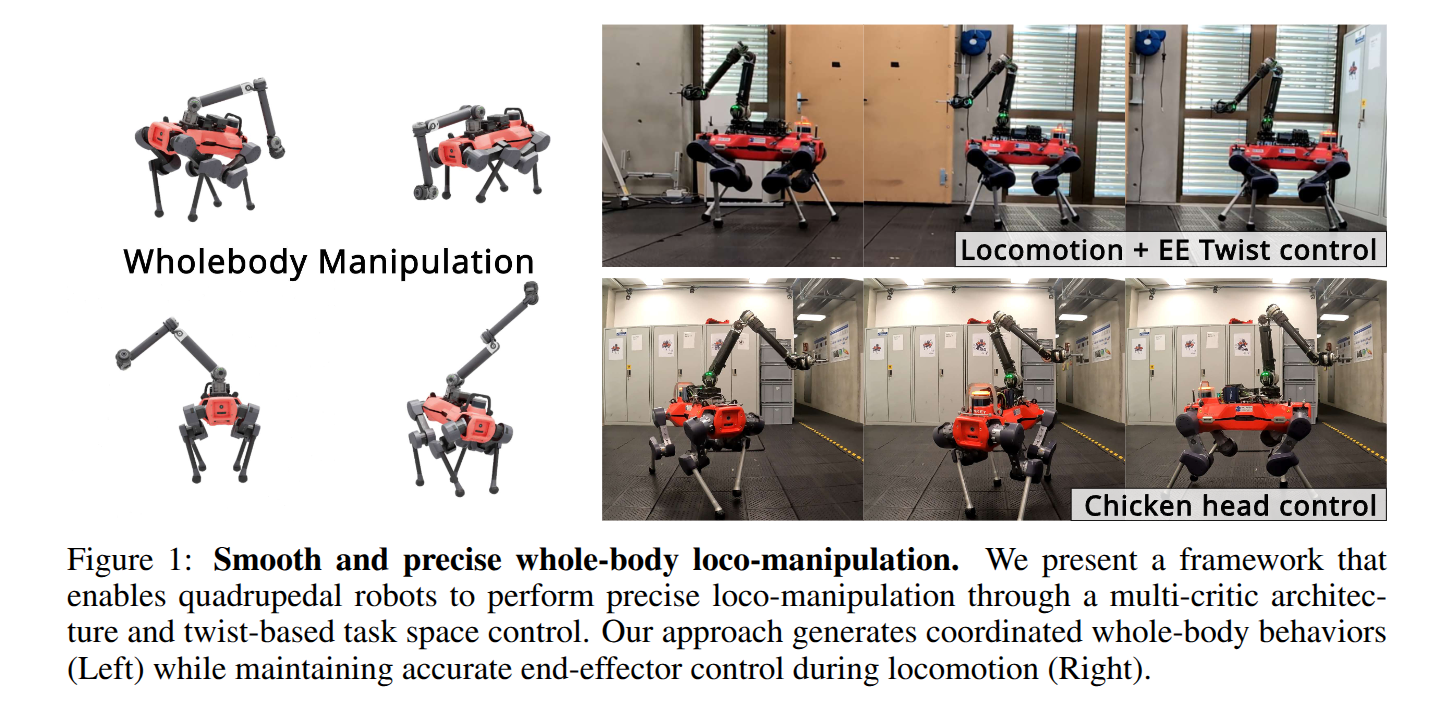 Wholebody Manipulation
Locomotion + EE Twist control
Chicken head control
Figure 1: Smooth and precise whole-body loco-manipulation. We present a framework that
enables quadrupedal robots to perform precise loco-manipulation through a multi-critic architec-
ture and twist-based task space control. Our approach generates coordinated whole-body behaviors
(Left) while maintaining accurate end-effector control during locomotion (Right).